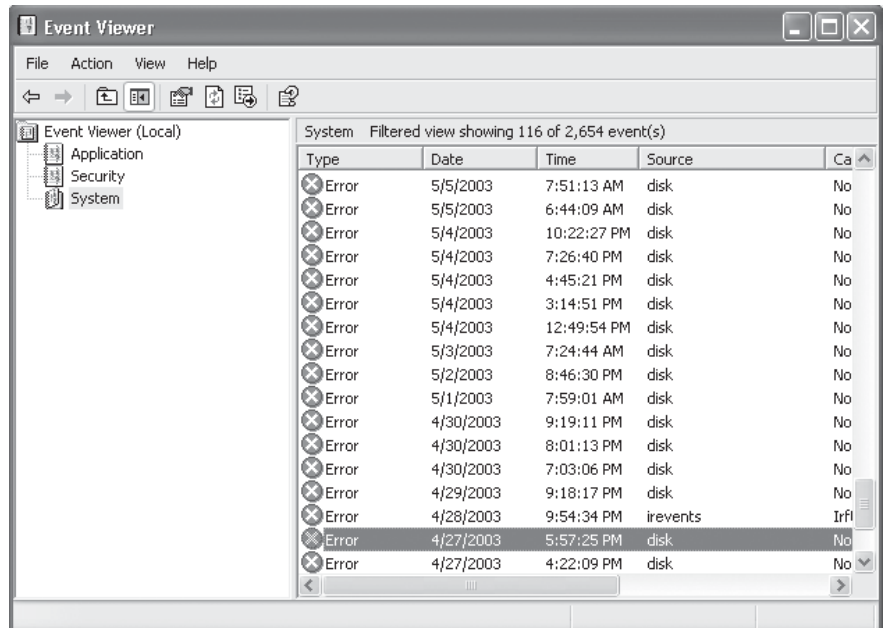 Event Viewer
File Action View Help
Event Viewer (Local)
Application
Security
System
System Filtered view showing 116 of 2,654 event(s)
Type Date Time Source Ca
Error 5/5/2003 7:51:13 AM disk No
Error 5/5/2003 6:44:09 AM disk No
Error 5/4/2003 10:22:27 PM disk No
Error 5/4/2003 7:26:40 PM disk No
Error 5/4/2003 4:45:21 PM disk No
Error 5/4/2003 3:14:51 PM disk No
Error 5/4/2003 12:49:54 PM disk No
Error 5/3/2003 7:24:44 AM disk No
Error 5/2/2003 8:46:30 PM disk No
Error 5/1/2003 7:59:01 AM disk No
Error 4/30/2003 9:19:11 PM disk No
Error 4/30/2003 8:01:13 PM disk No
Error 4/30/2003 7:03:06 PM disk No
Error 4/29/2003 9:18:17 PM disk No
Error 4/28/2003 9:54:34 PM irevents
Error 4/27/2003 5:57:25 PM disk No
Error 4/27/2003 4:22:09 PM disk No